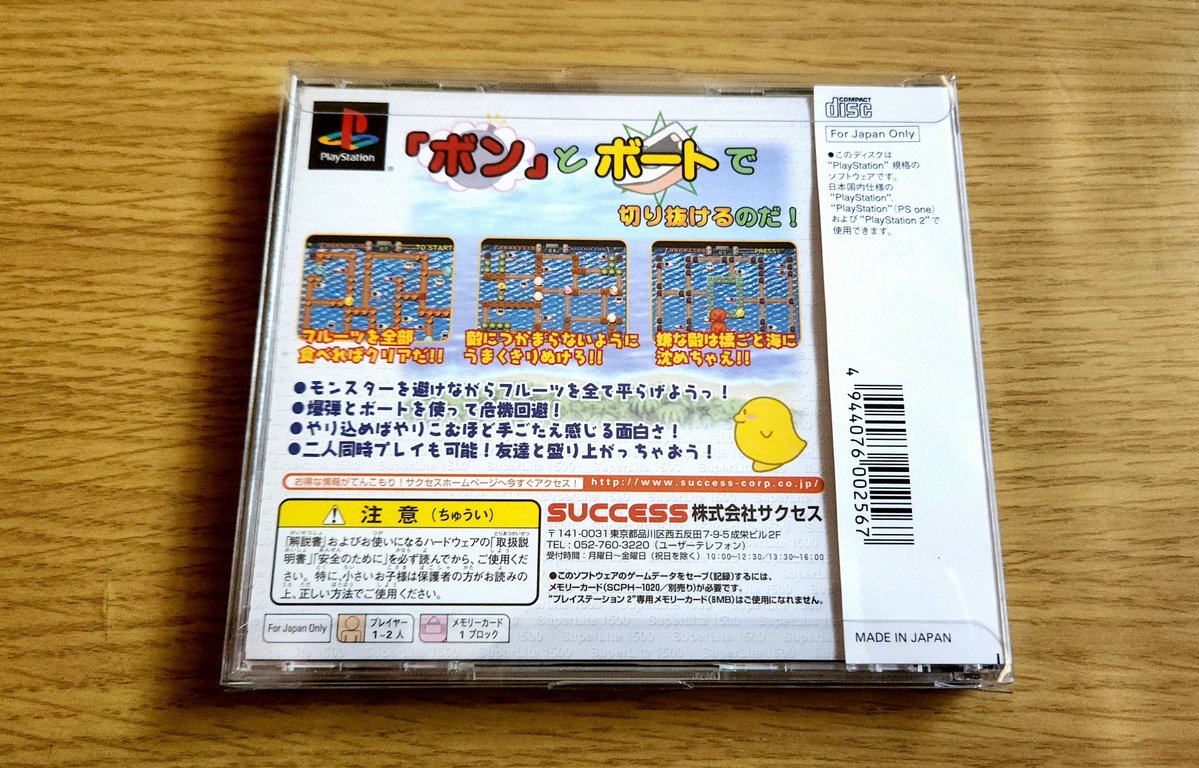 PlayStation
「ボン」とボートで
切り抜けるのだ！
TO START
PRESS
フルーツを全部
食べればクリアだ!!
敵につかまらないように
うまくきりぬけろ!!
嫌な敵は橋ごと海に
沈めちゃえ!!
●モンスターを避けながらフルーツを全て平らげようっ！
●爆弾とボートを使って危機回避！
●やり込めばやりこむほど手ごたえ感じる面白さ！
●二人同時プレイも可能！友達と盛り上がっちゃおう！
お得な情報がてんこもり！サクセスホームページへ今すぐアクセス！ http://www.success-corp.co.jp/
注意（ちゅうい）
「解説書」およびお使いになるハードウェアの「取扱説
明書」「安全のために」を必ず読んでから、ご使用くだ
さい。特に、小さいお子様は保護者の方がお読みの
上、正しい方法でご使用ください。
SUCCESS 株式会社サクセス
〒141-0031 東京都品川区西五反田7-9-5成栄ビル2F
TEL：052-760-3220（ユーザーテレフォン）
受付時間：月曜日〜金曜日（祝日を除く）10:00〜12:30/13:30〜16:00
●このソフトウェアのゲームデータをセーブ（記録）するには、
メモリーカード（SCPH-1020／別売り）が必要です。
"プレイステーション 2"専用メモリーカード（8MB）はご使用になれません。
For Japan Only
プレイヤー
1〜2人
メモリーカード
1ブロック
SuperLite 1500
COMPACT
disc
For Japan Only
●このディスクは
"PlayStation" 規格の
ソフトウェアです。
日本国内仕様の
"PlayStation",
"PlayStation"(PS one)
および"PlayStation 2"で
使用できます。
4 944076 002567
MADE IN JAPAN